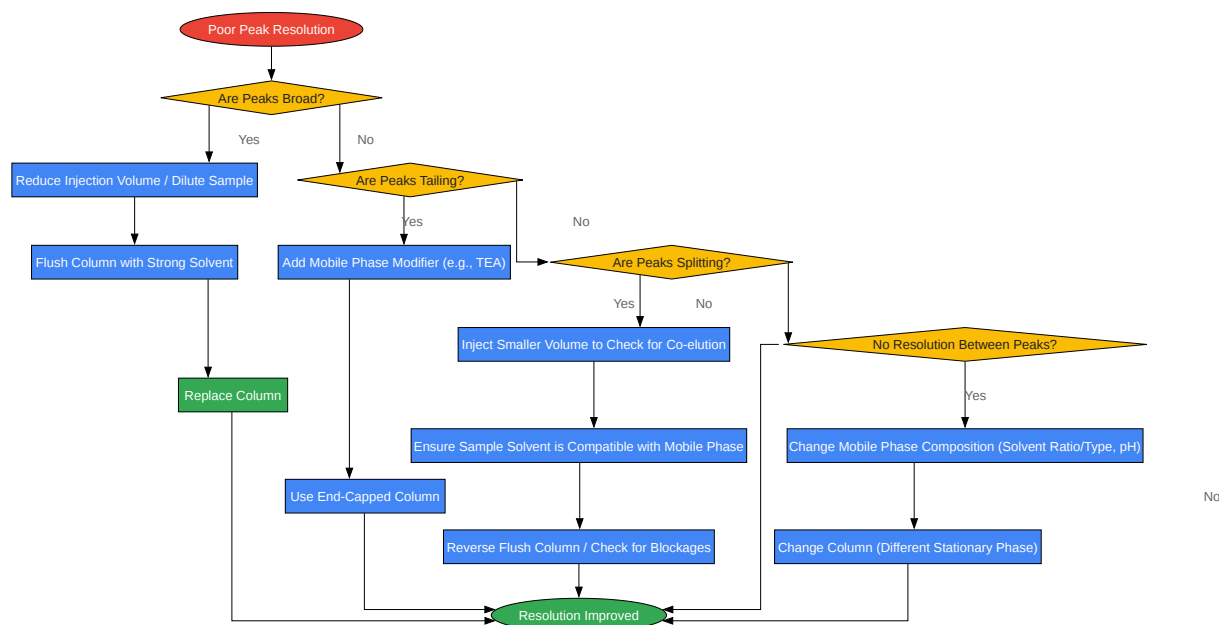 Poor Peak Resolution
Are Peaks Broad?
Yes
No
Reduce Injection Volume / Dilute Sample
Are Peaks Tailing?
Yes
No
Flush Column with Strong Solvent
Add Mobile Phase Modifier (e.g., TEA)
Are Peaks Splitting?
Yes
No
Inject Smaller Volume to Check for Co-elution
No Resolution Between Peaks?
Replace Column
Yes
Ensure Sample Solvent is Compatible with Mobile Phase
Change Mobile Phase Composition (Solvent Ratio/Type, pH)
Use End-Capped Column
No
Reverse Flush Column / Check for Blockages
Change Column (Different Stationary Phase)
Resolution Improved